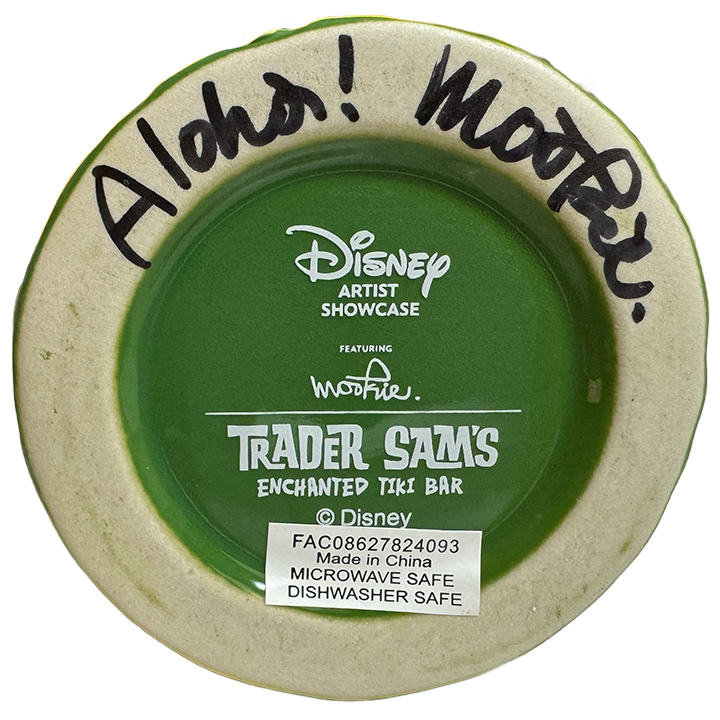 Aloha! Mookie.
Disney
ARTIST
SHOWCASE
FEATURING
mookie.
TRADER SAM'S
ENCHANTED TIKI BAR
© Disney
FAC08627824093
Made in China
MICROWAVE SAFE
DISHWASHER SAFE